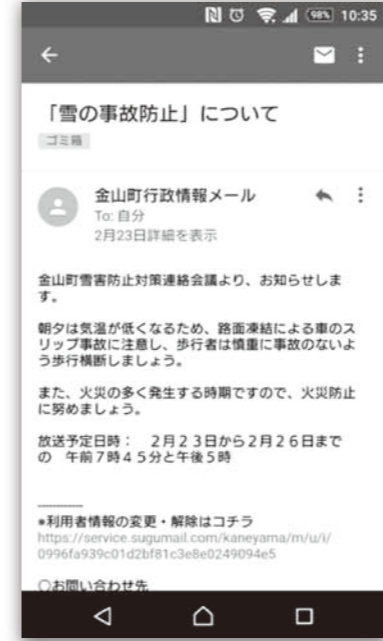 98% 10:35
「雪の事故防止」について
ゴミ箱
金山町行政情報メール
To: 自分
2月23日詳細を表示
金山町雪害防止対策連絡会議より、お知らせしま
す。
朝夕は気温が低くなるため、路面凍結による車のス
リップ事故に注意し、歩行者は慎重に事故のないよ
う歩行横断しましょう。
また、火災の多く発生する時期ですので、火災防止
に努めましょう。
放送予定日時：　２月２３日から２月２６日まで
の　午前７時４５分と午後５時
----------
*利用者情報の変更・解除はコチラ
https://service.sugumail.com/kaneyama/m/u/i/
0996fa939c01d2bf81c3e8e0249094e5
○お問い合わせ先